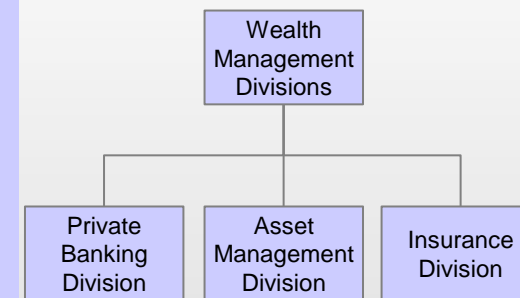 Wealth
Management
Divisions
Private
Banking
Division
Asset
Management
Division
Insurance
Division